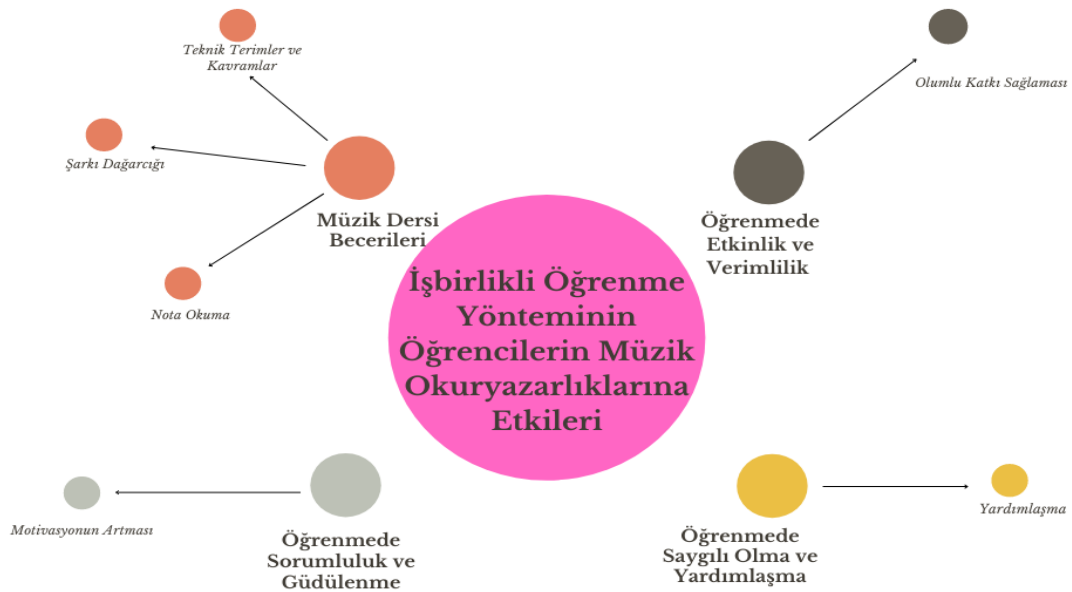 Teknik Terimler ve
Kavramlar
Şarkı Dağarcığı
Nota Okuma
Müzik Dersi
Becerileri
Olumlu Katkı Sağlaması
Öğrenmede
Etkinlik ve
Verimlilik
İşbirlikli Öğrenme
Yönteminin
Öğrencilerin Müzik
Okuryazarlıklarına
Etkileri
Motivasyonun Artması
Öğrenmede
Sorumluluk ve
Güdülenme
Öğrenmede
Saygılı Olma ve
Yardımlaşma
Yardımlaşma